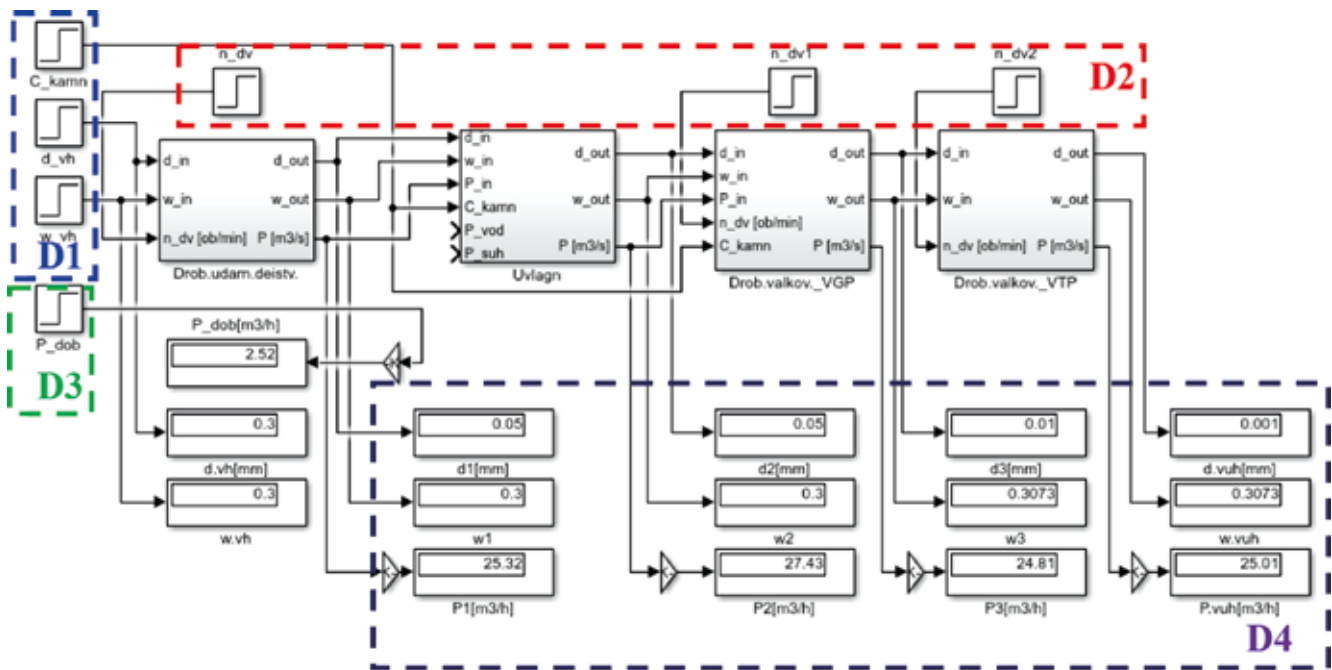 C_kamn
d_vh
w_vh
D1
P_dob
D3
n_dv
n_dv1
n_dv2
D2
d_in
w_in
n_dv [ob/min]
d_out
w_out
P [m3/s]
Drob.udarn.deistv.
d_in
w_in
P_in
C_kamn
P_vod
P_suh
d_out
w_out
P [m3/s]
Uvlagn
d_in
w_in
P_in
n_dv [ob/min]
C_kamn
d_out
w_out
P [m3/s]
Drob.valkov._VGP
d_in
w_in
n_dv [ob/min]
d_out
w_out
P [m3/s]
Drob.valkov._VTP
P_dob[m3/h]
2.52
0.3
d.vh[mm]
0.3
w.vh
0.05
d1[mm]
0.3
w1
25.32
P1[m3/h]
0.05
d2[mm]
0.3
w2
27.43
P2[m3/h]
0.01
d3[mm]
0.3073
w3
24.81
P3[m3/h]
0.001
d.vuh[mm]
0.3073
w.vuh
25.01
P.vuh[m3/h]
D4